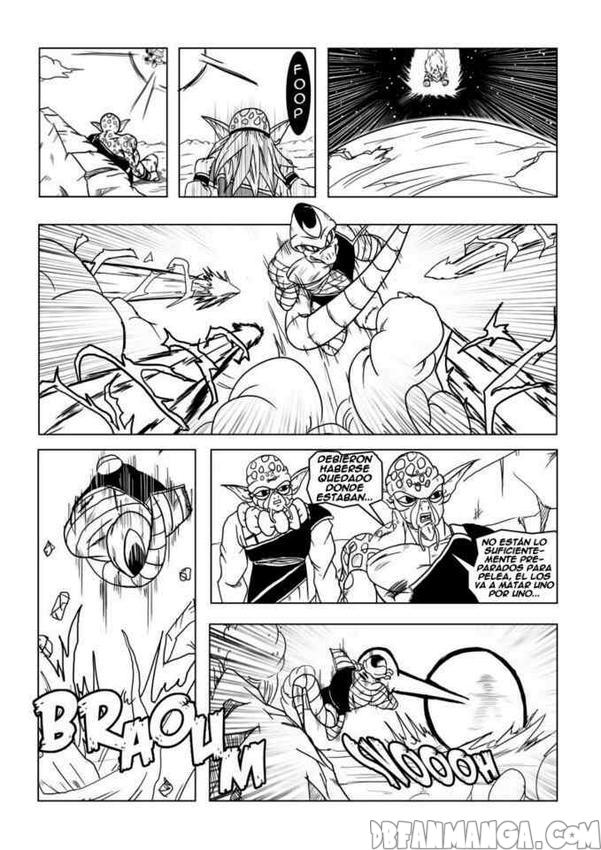 FOOP
DEBIERON
HABERSE
QUEDADO
DONDE
ESTABAN...
NO ESTÁN LO
SUFICIENTE-
MENTE PRE-
PARADOS PARA
PELEA, EL LOS
VA A MATAR UNO
POR UNO...
BRAOUM
WOOOH
DBFANMANGA.COM